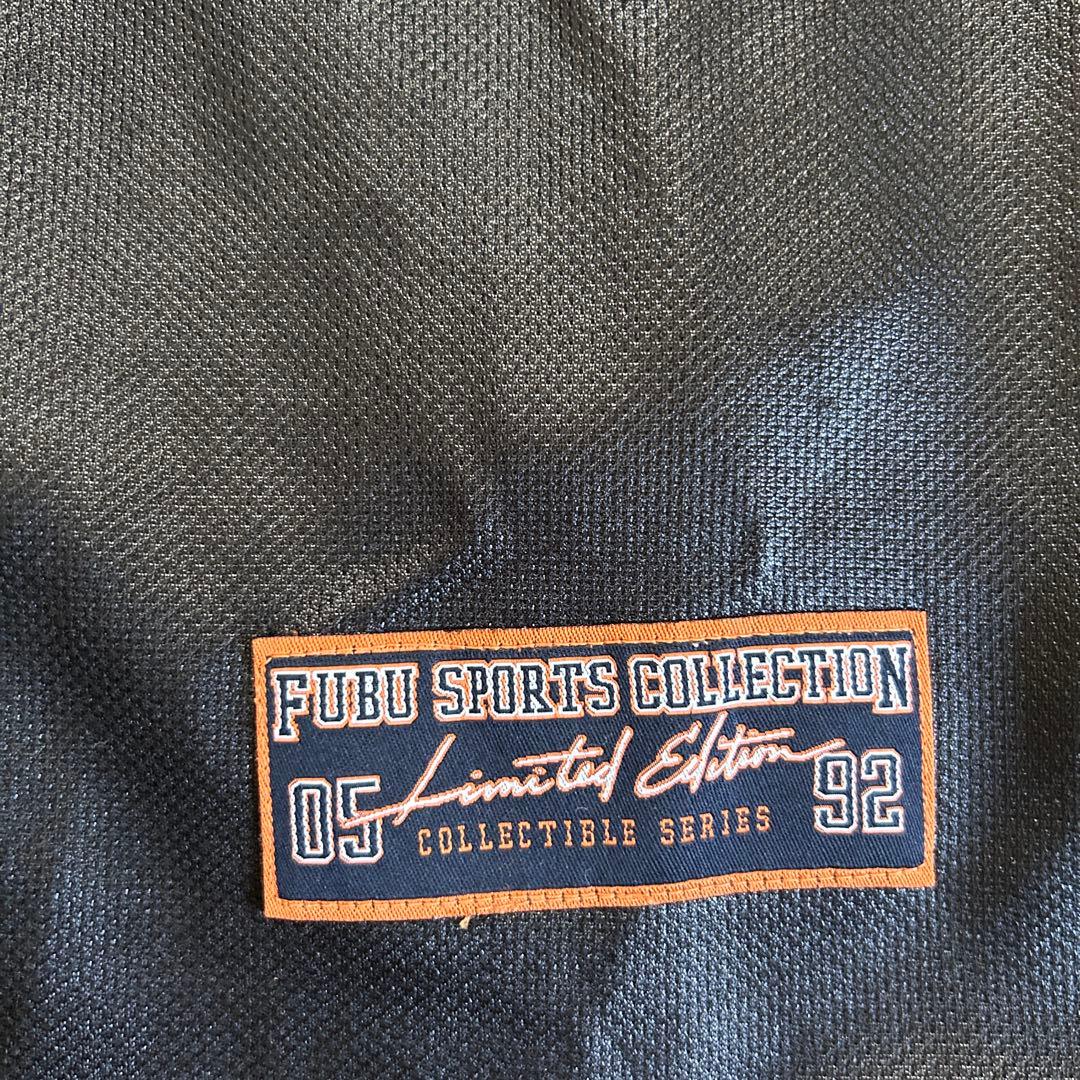 FUBU SPORTS COLLECTION
05 Limited Edition 92
COLLECTIBLE SERIES